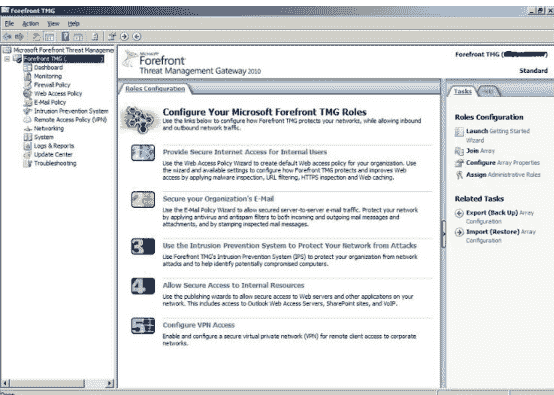 Forefront TMG
File Action View Help
Microsoft Forefront Threat Manageme
Forefront TMG (
Dashboard
Monitoring
Firewall Policy
Web Access Policy
E-Mail Policy
Intrusion Prevention System
Remote Access Policy (VPN)
Networking
System
Logs & Reports
Update Center
Troubleshooting
Microsoft
Forefront
Threat Management Gateway 2010
Forefront TMG (
Standard
Roles Configuration
Configure Your Microsoft Forefront TMG Roles
Use the links below to configure how Forefront TMG protects your networks, while allowing inbound
and outbound network traffic.
1
Provide Secure Internet Access for Internal Users
Use the Web Access Policy Wizard to create default Web access policy for your organization. Use
the wizard and available settings to configure how Forefront TMG protects and improves Web
access by applying malware inspection, URL filtering, HTTPS inspection and Web caching.
2
Secure your Organization's E-Mail
Use the E-Mail Policy Wizard to allow secured server-to-server e-mail traffic. Protect your network
by applying antivirus and antispam filters to both incoming and outgoing mail messages and
attachments, and by stamping inspected mail messages.
3
Use the Intrusion Prevention System to Protect Your Network from Attacks
Use Forefront TMG's Intrusion Prevention System (IPS) to protect your organization from network
attacks and to help identify potentially compromised computers.
4
Allow Secure Access to Internal Resources
Use the publishing wizards to allow secure access to Web servers and other applications on your
network. This includes access to Outlook Web Access Servers, SharePoint sites, and VoIP.
5
Configure VPN Access
Enable and configure a secure virtual private network (VPN) for remote client access to corporate
networks.
Tasks
Roles Configuration
Launch Getting Started
Wizard
Join Array
Configure Array Properties
Assign Administrative Roles
Related Tasks
Export (Back Up) Array
Configuration
Import (Restore) Array
Configuration